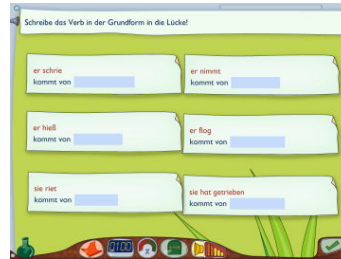 Schreibe das Verb in der Grundform in die Lücke!
er schrie
kommt von
er nimmt
kommt von
er hieß
kommt von
er flog
kommt von
sie riet
kommt von
sie hat getrieben
kommt von